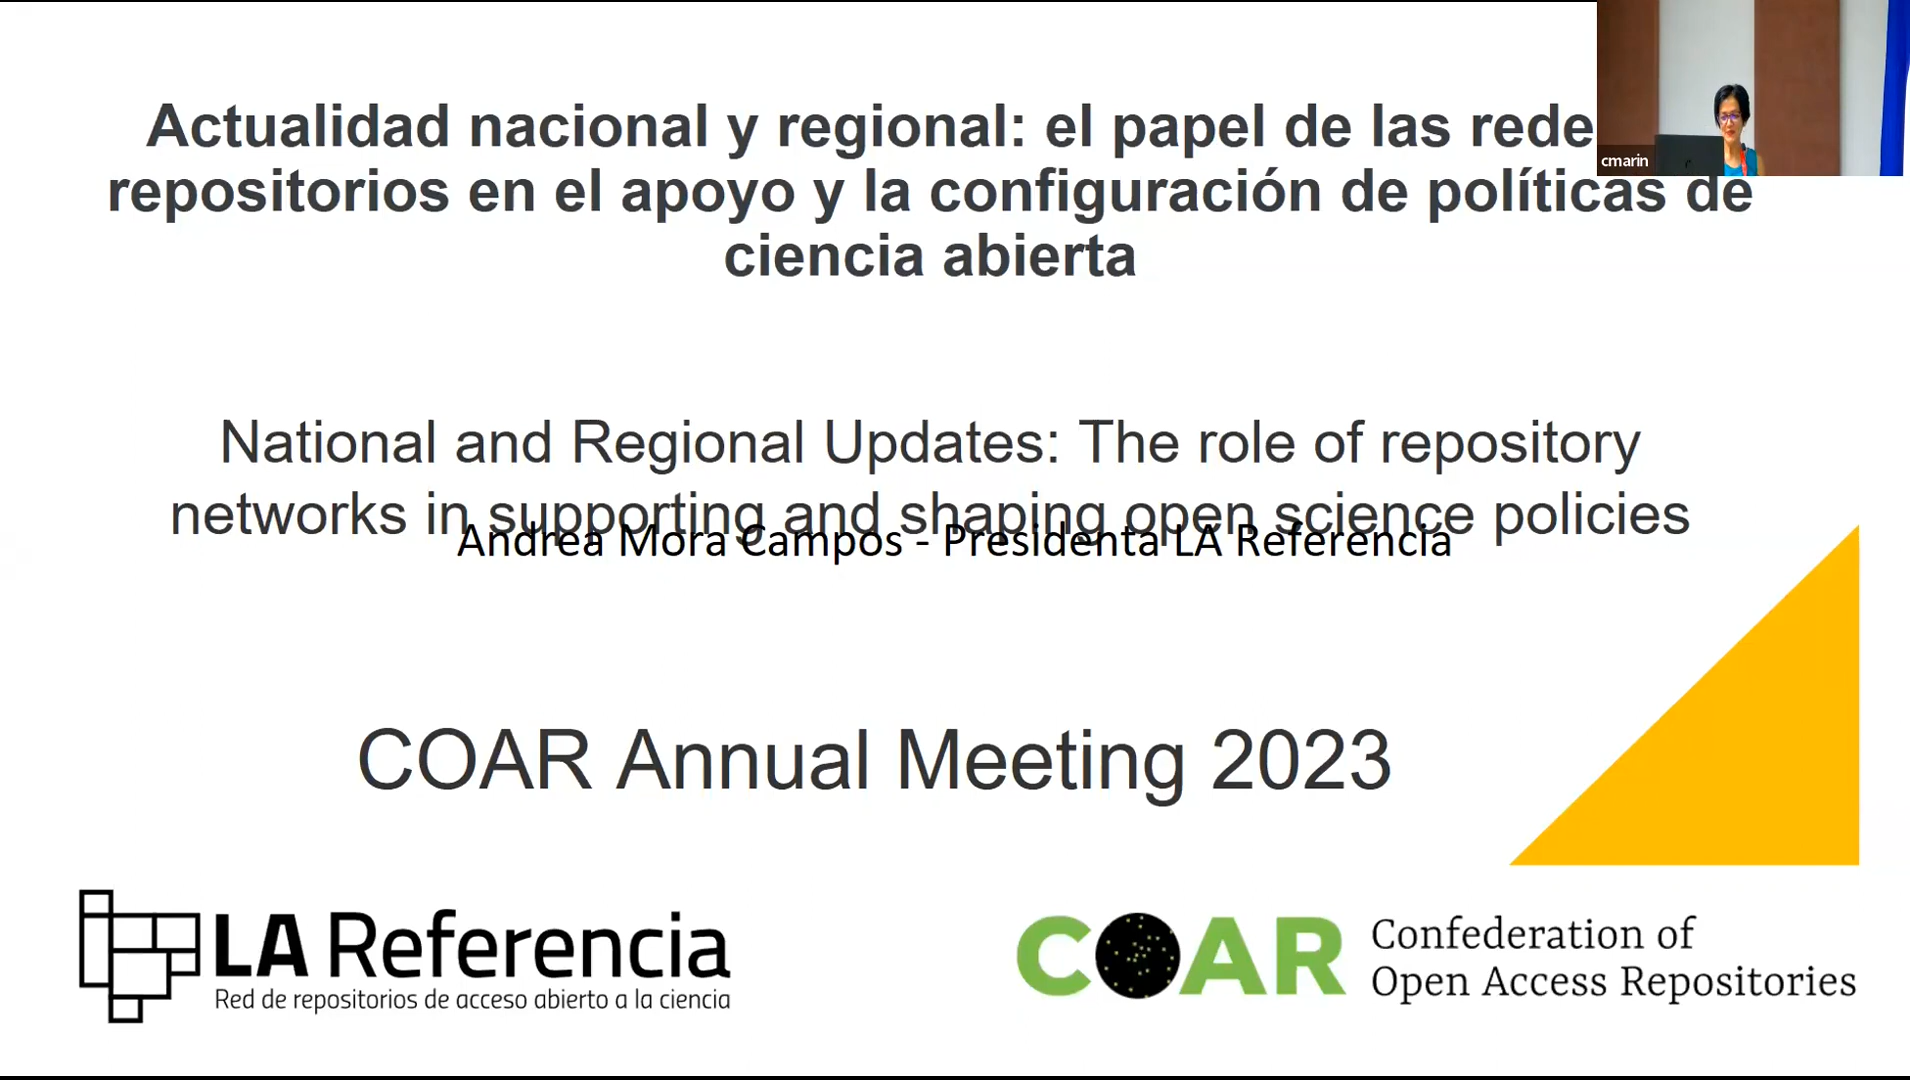 Actualidad nacional y regional: el papel de las rede
cmarin
repositorios en el apoyo y la configuración de políticas de
ciencia abierta
National and Regional Updates: The role of repository
networks in supporting and shaping open science policies
Andrea Mora Campos - Presidenta LA Referencia
COAR Annual Meeting 2023
LA Referencia
Red de repositorios de acceso abierto a la ciencia
COAR
Confederation of
Open Access Repositories